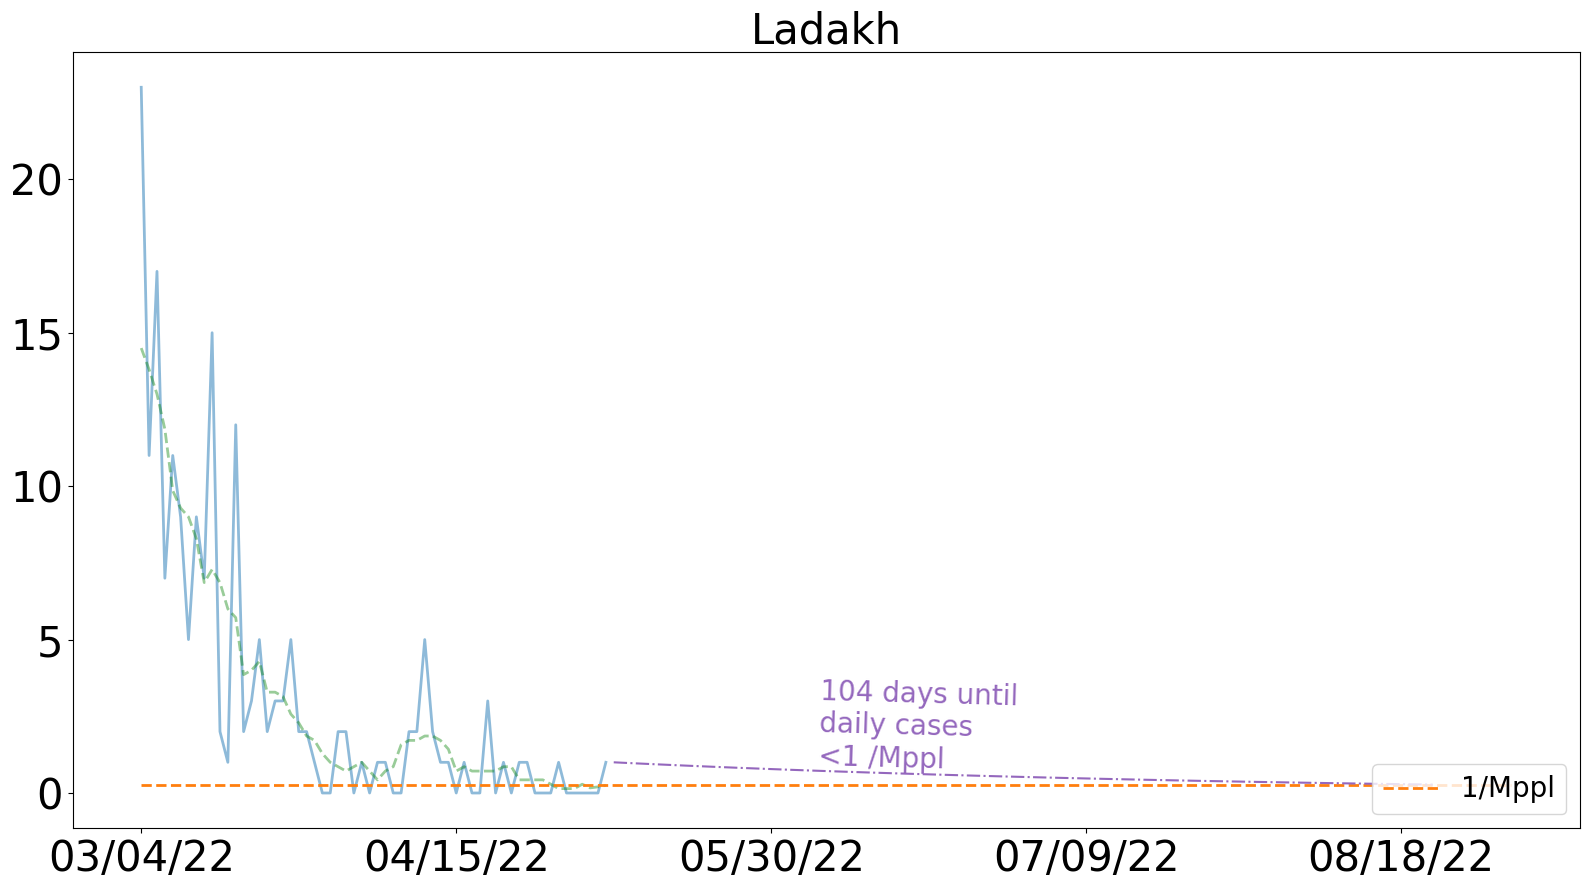 Ladakh
20
15
10
5
0
104 days until
daily cases
<1 /Mppl
1/Mppl
03/04/22 04/15/22 05/30/22 07/09/22 08/18/22